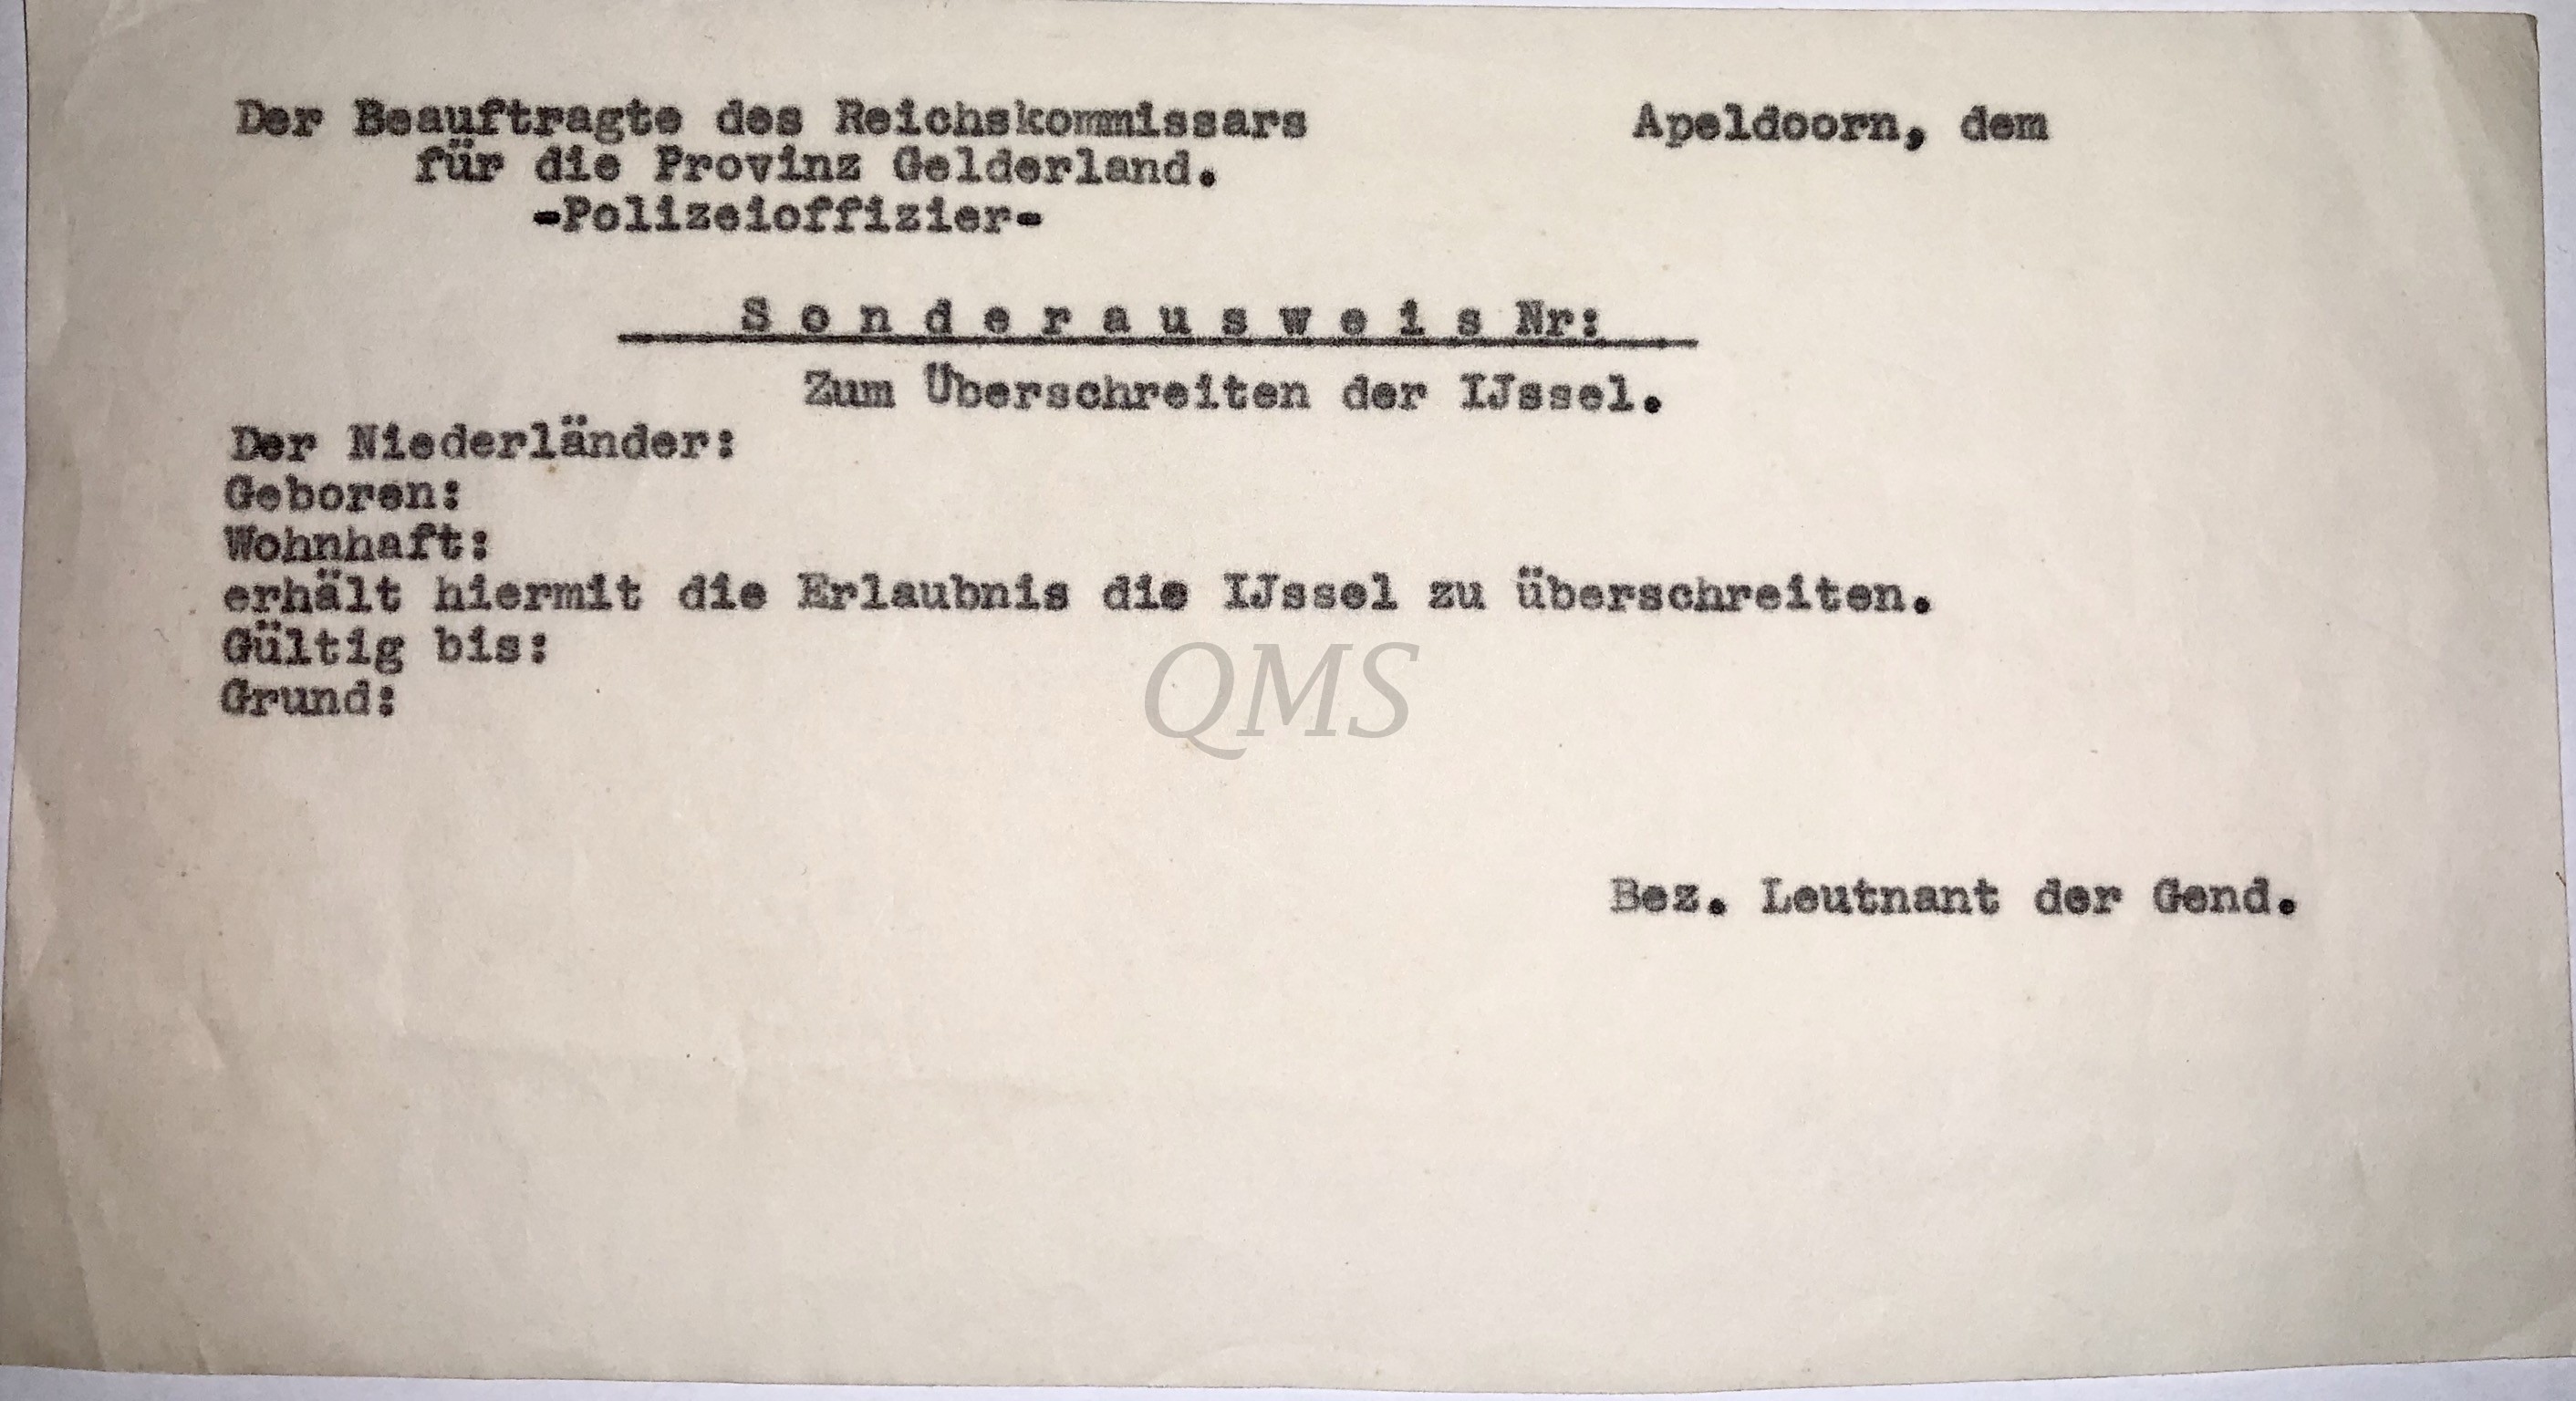 Der Beauftragte des Reichskommissars Apeldoorn, dem
für die Provinz Gelderland.
-Polizeioffizier-
S o n d e r a u s w e i s Nr:
Zum Überschreiten der IJssel.
Der Niederländer:
Geboren:
Wohnhaft:
erhält hiermit die Erlaubnis die IJssel zu überschreiten.
Gültig bis:
Grund:
QMS
Bez. Leutnant der Gend.